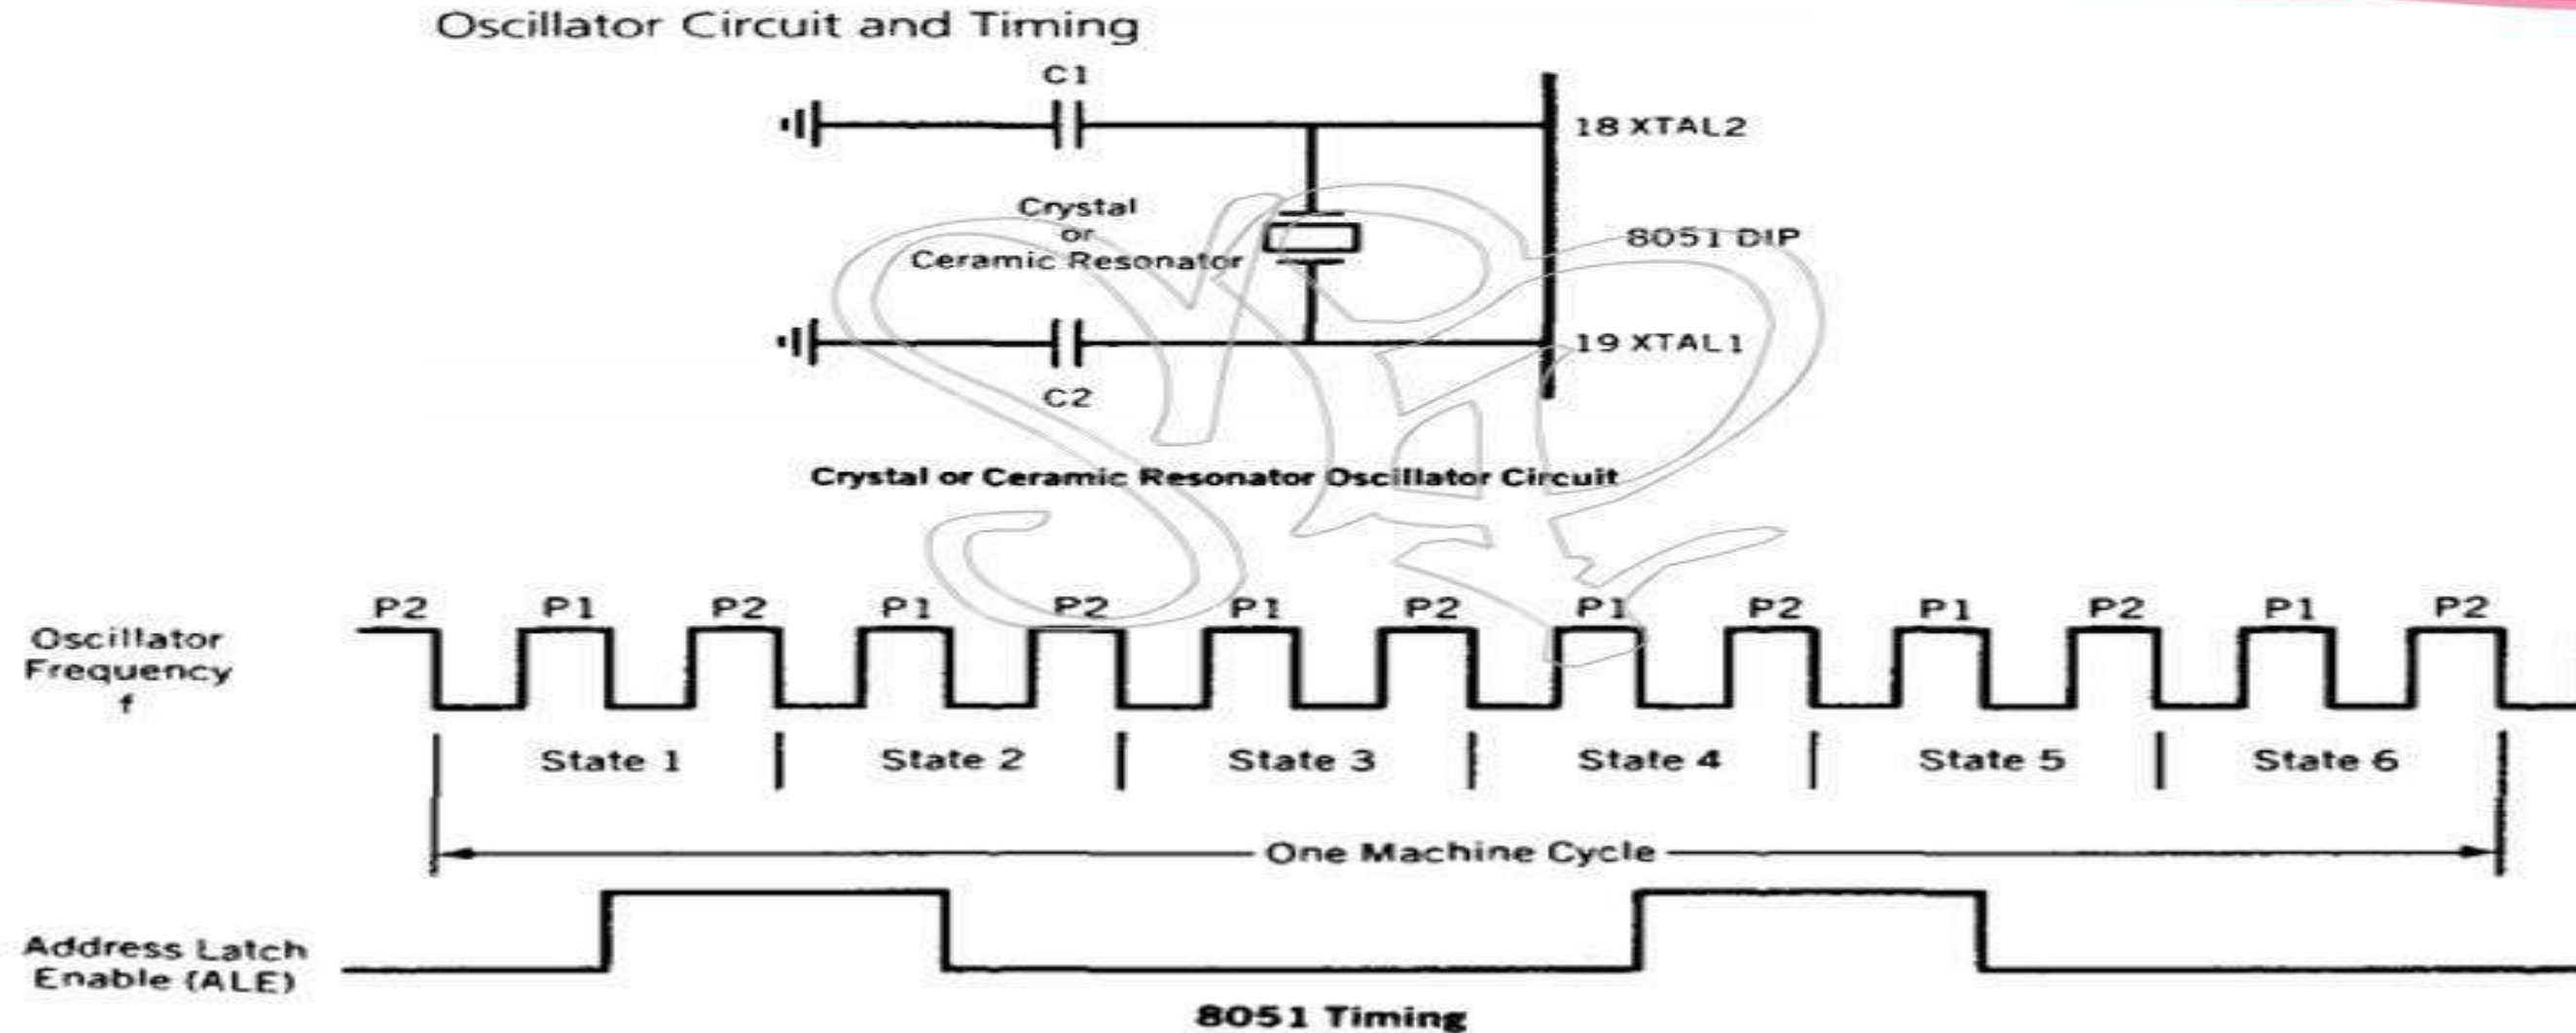 Oscillator Circuit and Timing
C1
18 XTAL2
Crystal
or
Ceramic Resonator
8051 DIP
19 XTAL1
C2
Crystal or Ceramic Resonator Oscillator Circuit
P2 P1 P2 P1 P2 P1 P2 P1 P2 P1 P2 P1 P2
Oscillator
Frequency
f
State 1 State 2 State 3 State 4 State 5 State 6
One Machine Cycle
Address Latch
Enable (ALE)
8051 Timing